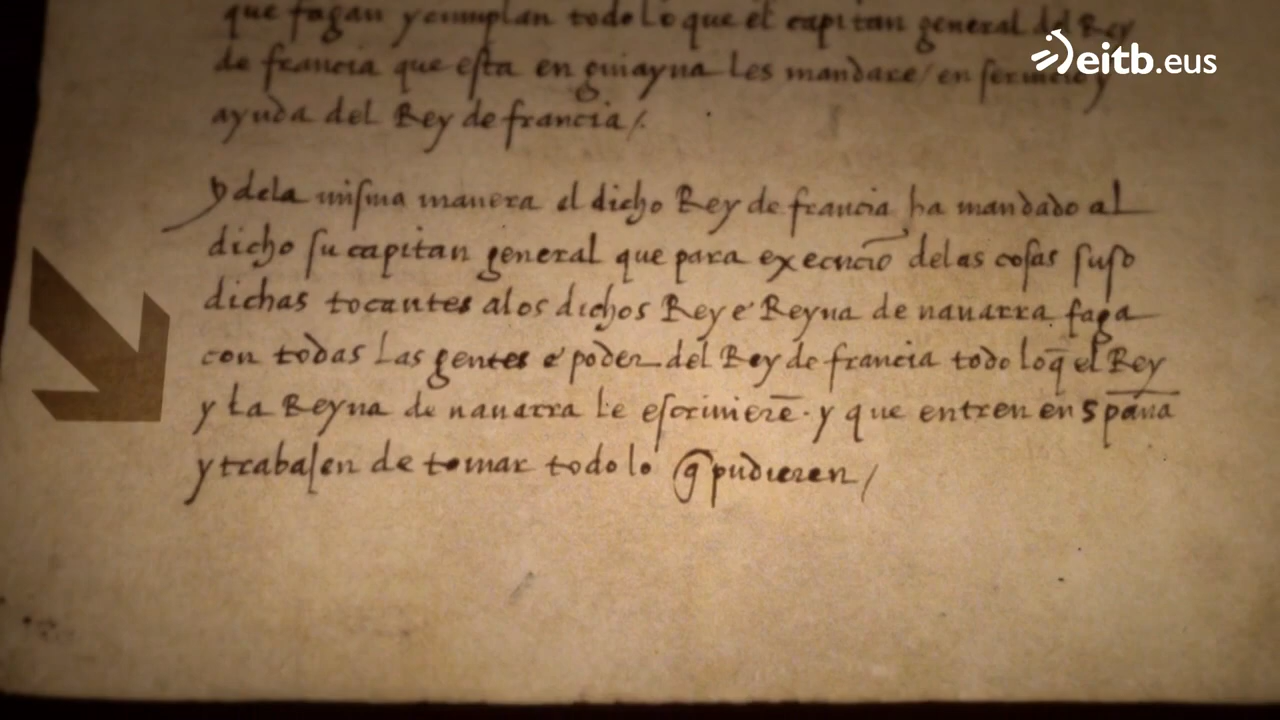 que fagan y cumplan todo lo que el capitan general del Rey
de francia que esta en guiayna les mandare / en seruicio y
ayuda del Rey de francia /.
y dela misma manera el dicho Rey de francia ha mandado al
dicho su capitan general que para execucio͞ delas cosas suso
dichas tocantes alos dichos Rey e Reyna de nauarra faga
con todas las gentes e poder del Rey de francia todo lo q̄ el Rey
y la Reyna de nauarra le escriuierē · y que entren en spaña
y trabajen de tomar todo lo q̄ pudieren /
eitb.eus